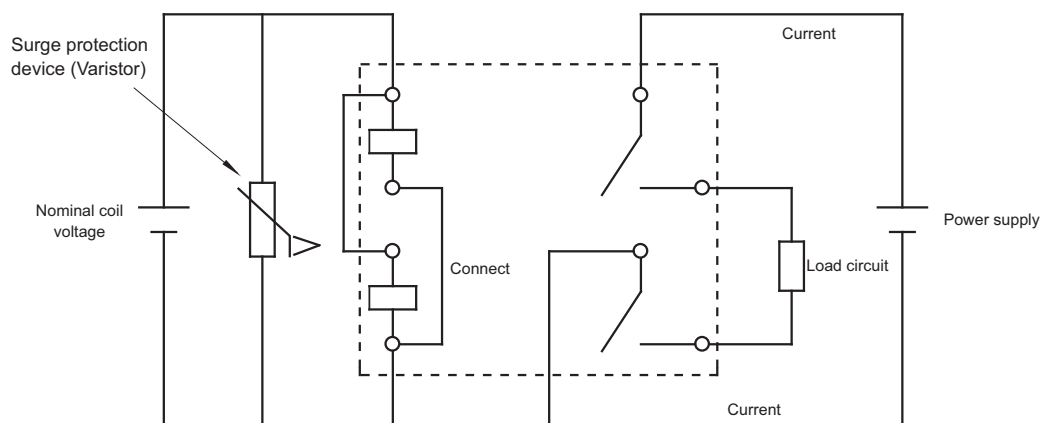 Current
Surge protection
device (Varistor)
Nominal coil
voltage
Power supply
Connect
Load circuit
Current